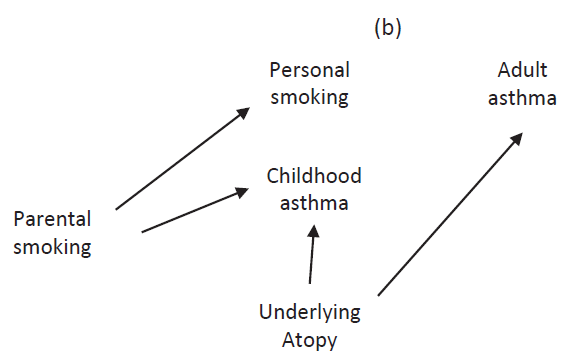 (b)
Personal
smoking
Adult
asthma
Childhood
asthma
Parental
smoking
Underlying
Atopy